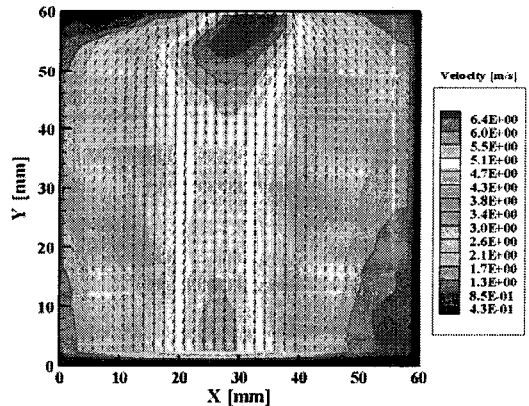 60
50
40
30
20
10
0
Y [mm]
0 10 20 30 40 50 60
X [mm]
Velocity [m/s]
6.4E+00
6.0E+00
5.5E+00
5.1E+00
4.7E+00
4.3E+00
3.8E+00
3.4E+00
3.0E+00
2.6E+00
2.1E+00
1.7E+00
1.3E+00
8.5E-01
4.3E-01